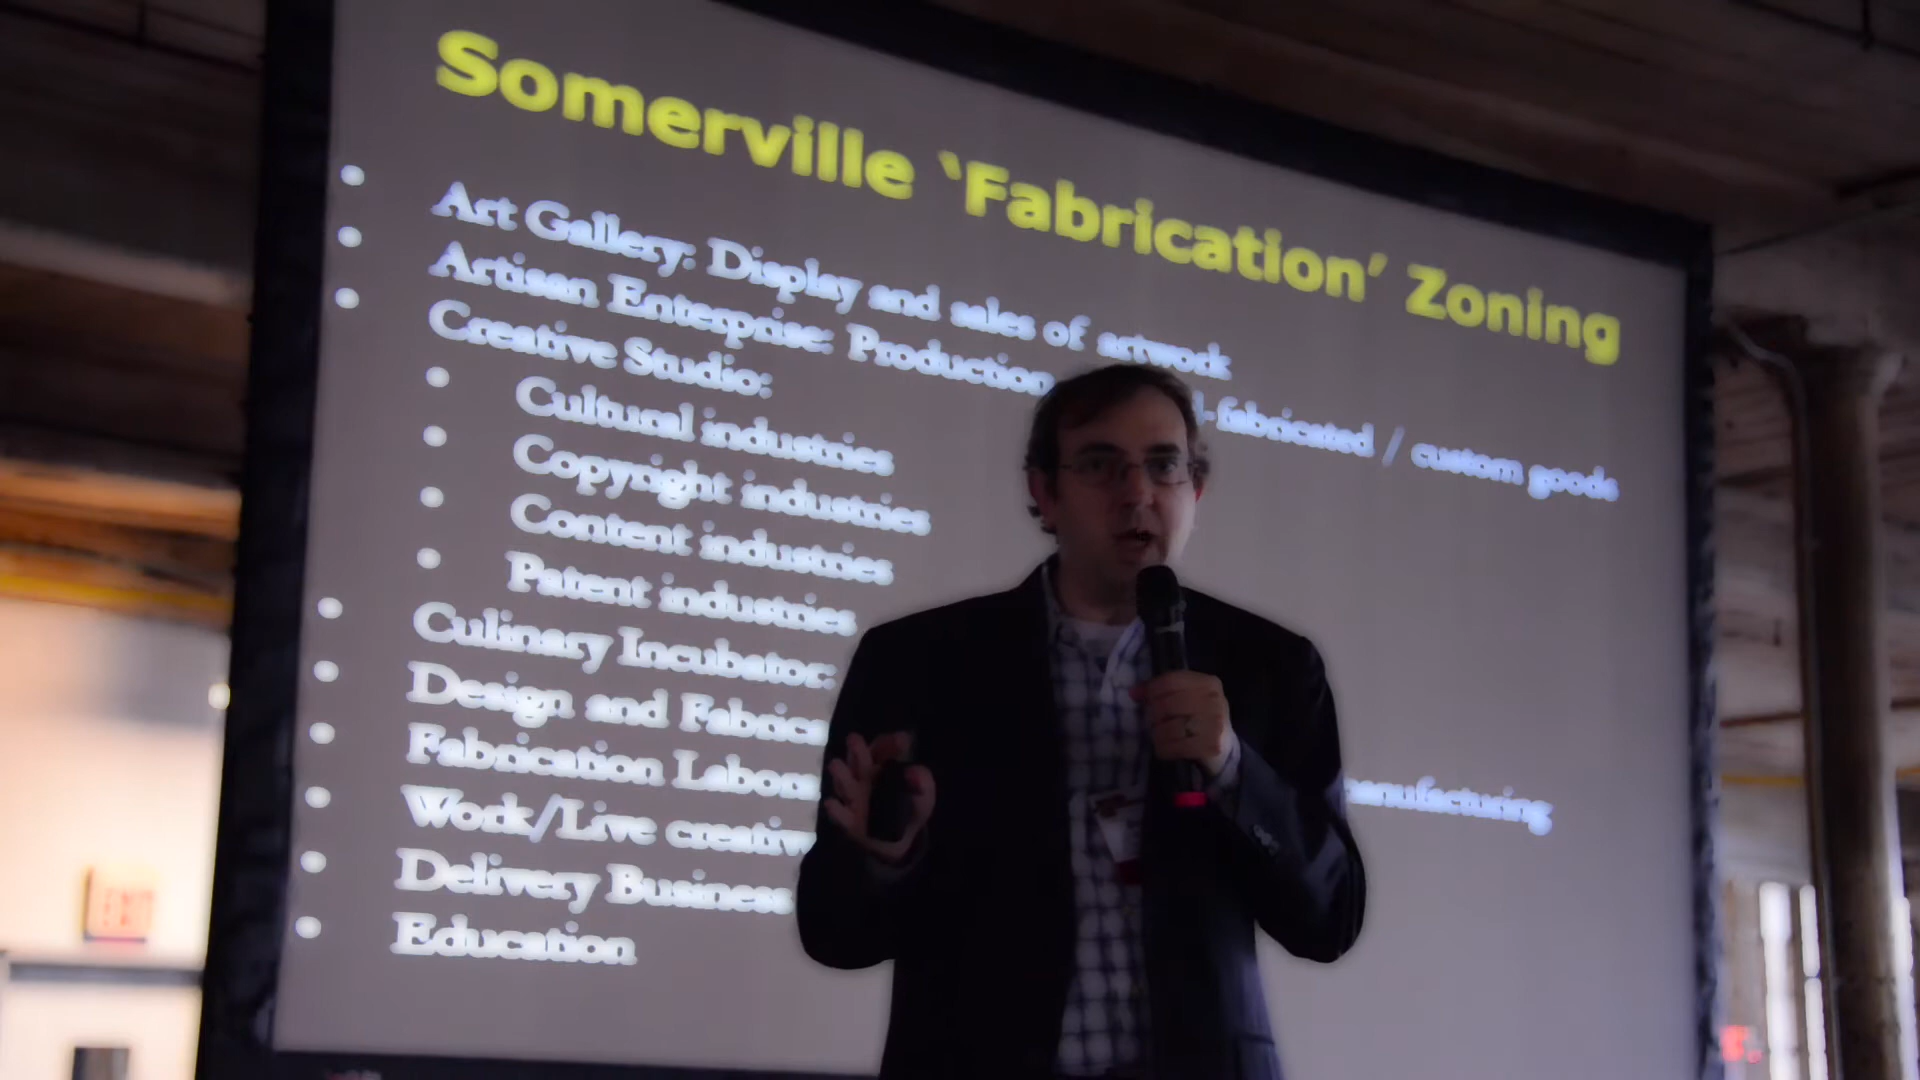 Somerville ‘Fabrication’ Zoning
• Art Gallery: Display and sales of artwork
• Artisan Enterprise: Production -fabricated / custom goods
• Creative Studio:
• Cultural industries
• Copyright industries
• Content industries
• Patent industries
• Culinary Incubator:
• Design and
• Fabrication manufacturing
• Work/Live
• Delivery Business
• Education
EXIT